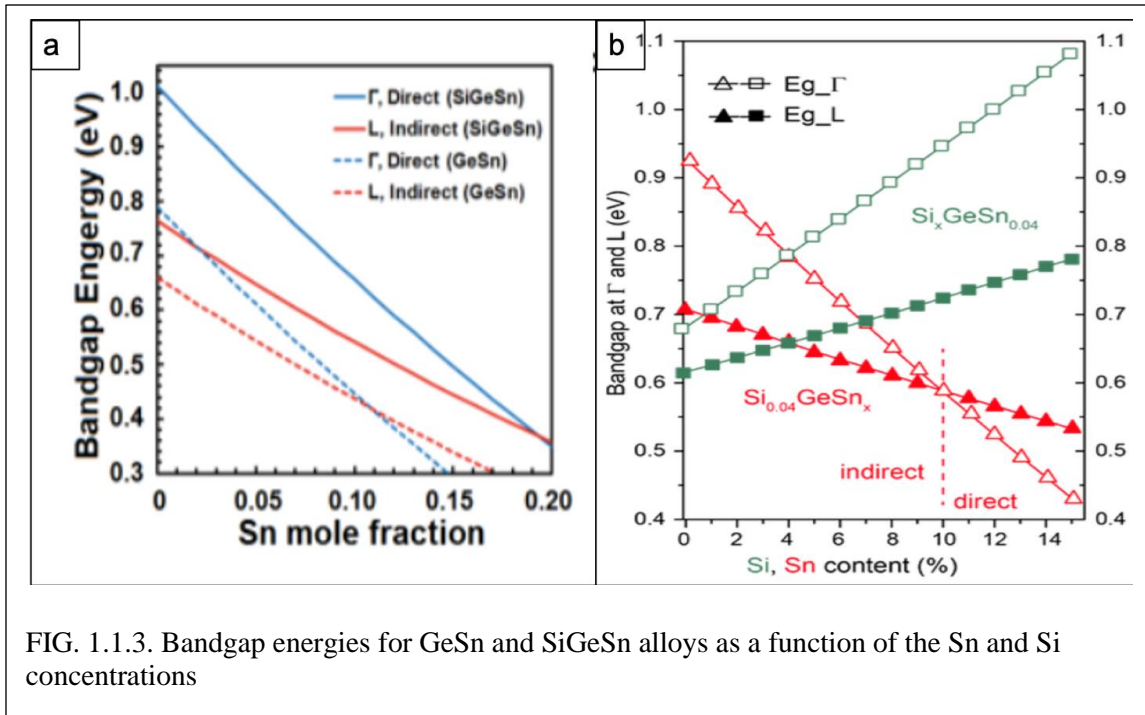 a
Bandgap Engergy (eV)
1.0
0.9
0.8
0.7
0.6
0.5
0.4
0.3
Γ, Direct (SiGeSn)
L, Indirect (SiGeSn)
Γ, Direct (GeSn)
L, Indirect (GeSn)
0 0.05 0.10 0.15 0.20
Sn mole fraction
b
Bandgap at Γ and L (eV)
1.1
1.0
0.9
0.8
0.7
0.6
0.5
0.4
Eg_Γ
Eg_L
SiₓGeSn₀.₀₄
Si₀.₀₄GeSnₓ
indirect
direct
1.1
1.0
0.9
0.8
0.7
0.6
0.5
0.4
0 2 4 6 8 10 12 14
Si, Sn content (%)
FIG. 1.1.3. Bandgap energies for GeSn and SiGeSn alloys as a function of the Sn and Si
concentrations